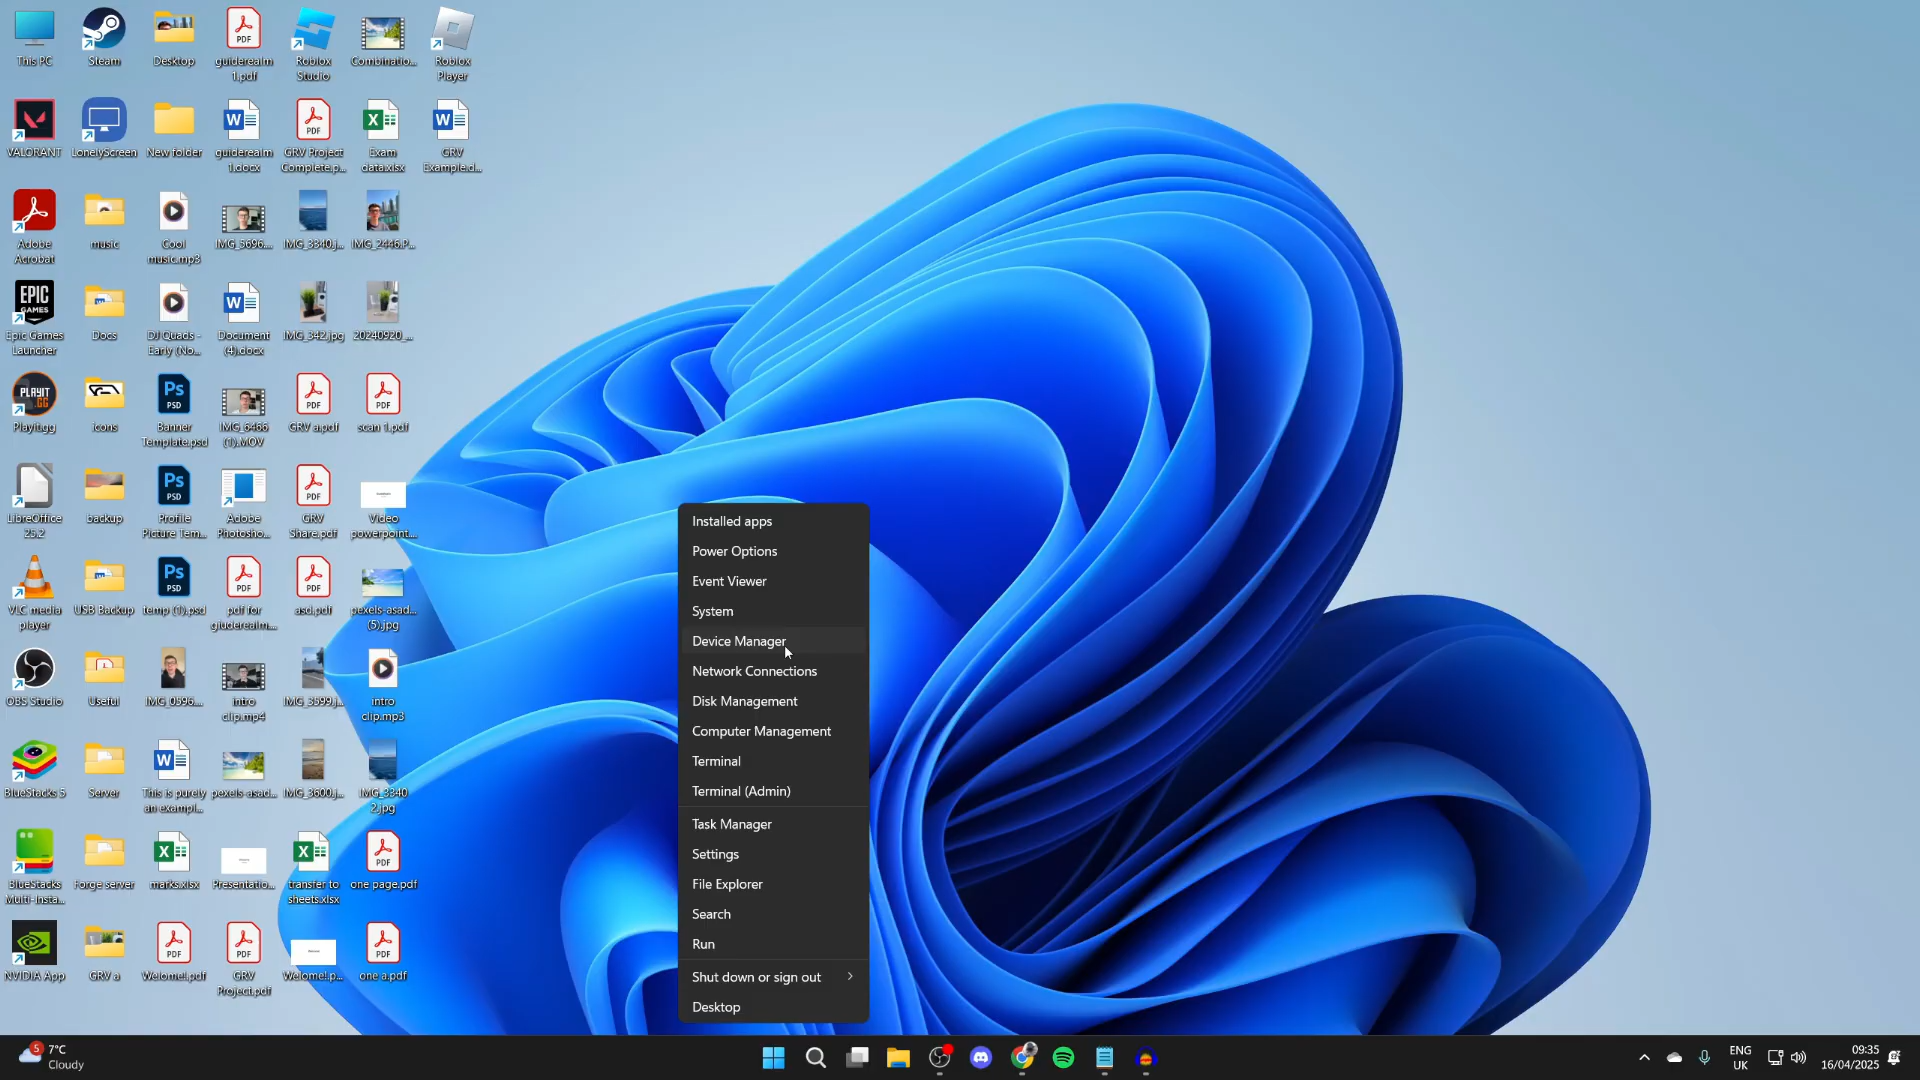 This PC
Steam
Desktop
guiderealm
1.pdf
Roblox
Studio
Combinatio...
Roblox
Player
VALORANT
LonelyScreen
New folder
guiderealm
1.docx
GRV Project
Complete.p...
Exam
data.xlsx
GRV
Example.d...
Adobe
Acrobat
music
Cool
music.mp3
IMG_5696....
IMG_3340.j...
IMG_2446.P...
Epic Games
Launcher
Docs
DJ Quads -
Early (No...
Document
(4).docx
IMG_342.jpg
20240920_...
Playit.gg
icons
Banner
Template.psd
IMG_6466
(1).MOV
GRV a.pdf
scan 1.pdf
LibreOffice
25.2
backup
Profile
Picture Tem...
Adobe
Photosho...
GRV
Share.pdf
Video
powerpoint...
VLC media
player
USB Backup
temp (1).psd
pdf for
giuderealm....
asd.pdf
pexels-asad...
(5).jpg
OBS Studio
Useful
IMG_0596....
intro
clip.mp4
IMG_3599.j...
intro
clip.mp3
BlueStacks 5
Server
This is purely
an exampl...
pexels-asad...
IMG_3600.j...
IMG_3340
2.jpg
BlueStacks
Multi-Insta...
Forge server
marks.xlsx
Presentatio...
transfer to
sheets.xlsx
one page.pdf
NVIDIA App
GRV a
Welome!.pdf
GRV
Project.pdf
Welome!.p...
one a.pdf
Installed apps
Power Options
Event Viewer
System
Device Manager
Network Connections
Disk Management
Computer Management
Terminal
Terminal (Admin)
Task Manager
Settings
File Explorer
Search
Run
Shut down or sign out
Desktop
5
7°C
Cloudy
ENG
UK
09:35
16/04/2025